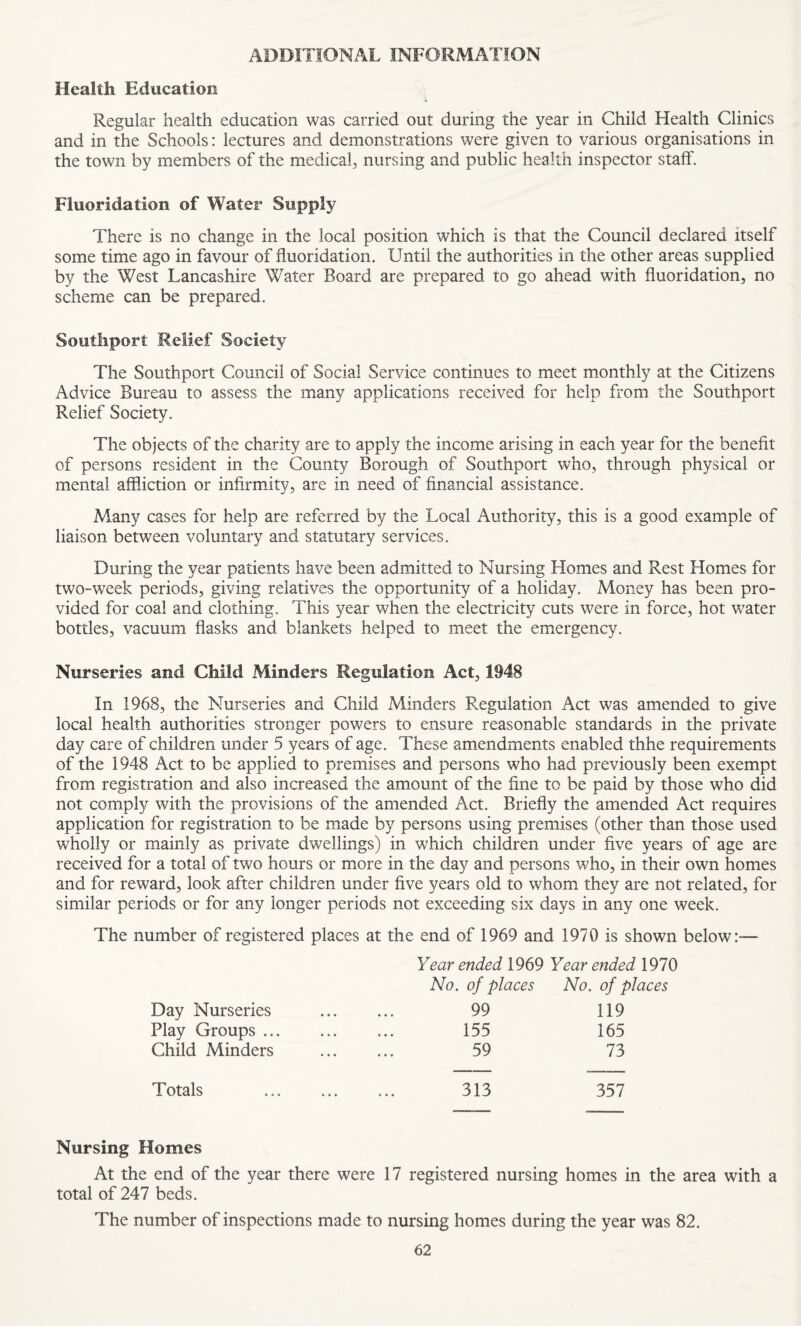 ADDITIONAL INFORMATION
Health Education
Regular health education was carried out during the year in Child Health Clinics
and in the Schools: lectures and demonstrations were given to various organisations in
the town by members of the medical, nursing and public health inspector staff.
Fluoridation of Water Supply
There is no change in the local position which is that the Council declared itself
some time ago in favour of fluoridation. Until the authorities in the other areas supplied
by the West Lancashire Water Board are prepared to go ahead with fluoridation, no
scheme can be prepared.
Southport Relief Society
The Southport Council of Social Service continues to meet monthly at the Citizens
Advice Bureau to assess the many applications received for help from the Southport
Relief Society.
The objects of the charity are to apply the income arising in each year for the benefit
of persons resident in the County Borough of Southport who, through physical or
mental affliction or infirmity, are in need of financial assistance.
Many cases for help are referred by the Local Authority, this is a good example of
liaison between voluntary and statutary services.
During the year patients have been admitted to Nursing Homes and Rest Homes for
two-week periods, giving relatives the opportunity of a holiday. Money has been pro-
vided for coal and clothing. This year when the electricity cuts were in force, hot water
bottles, vacuum flasks and blankets helped to meet the emergency.
Nurseries and Child Minders Regulation Act, 1948
In 1968, the Nurseries and Child Minders Regulation Act was amended to give
local health authorities stronger powers to ensure reasonable standards in the private
day care of children under 5 years of age. These amendments enabled thhe requirements
of the 1948 Act to be applied to premises and persons who had previously been exempt
from registration and also increased the amount of the fine to be paid by those who did
not comply with the provisions of the amended Act. Briefly the amended Act requires
application for registration to be made by persons using premises (other than those used
wholly or mainly as private dwellings) in which children under five years of age are
received for a total of two hours or more in the day and persons who, in their own homes
and for reward, look after children under five years old to whom they are not related, for
similar periods or for any longer periods not exceeding six days in any one week.
The number of registered places at the end of 1969 and 1970 is shown below:—
Year ended 1969 Year ended 1970
No. of places No. of places
Day Nurseries ... ... 99 119
Play Groups ... ... ... 155 165
Child Minders ... ... 59 73
Totals ... ... ... 313 357
Nursing Homes
At the end of the year there were 17 registered nursing homes in the area with a
total of 247 beds.
The number of inspections made to nursing homes during the year was 82.
62